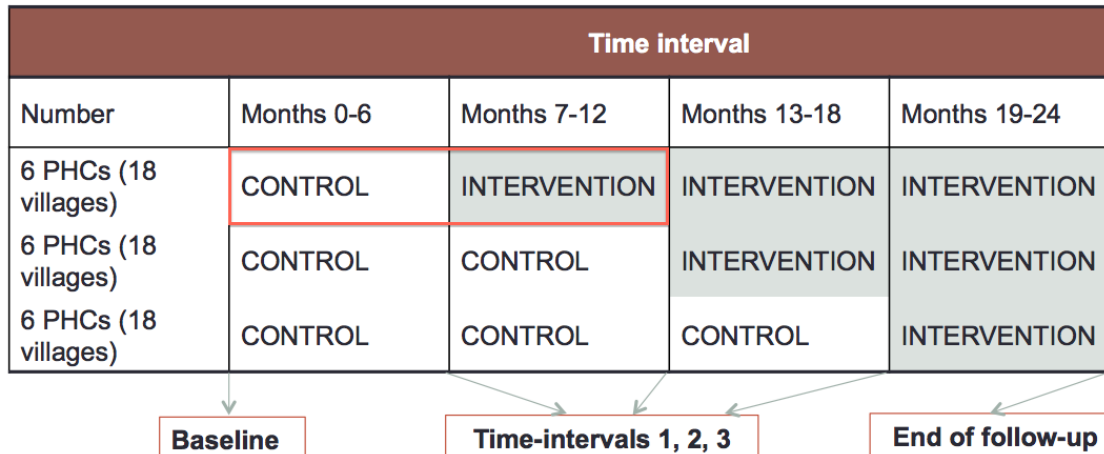 Time interval
Number Months 0-6 Months 7-12 Months 13-18 Months 19-24
6 PHCs (18
villages) CONTROL INTERVENTION INTERVENTION INTERVENTION
6 PHCs (18
villages) CONTROL CONTROL INTERVENTION INTERVENTION
6 PHCs (18
villages) CONTROL CONTROL CONTROL INTERVENTION
Baseline Time-intervals 1, 2, 3 End of follow-up